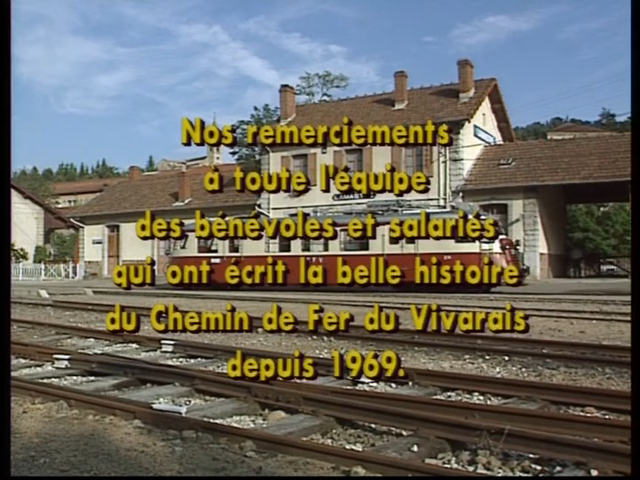 Nos remerciements
à toute l'équipe
des bénévoles et salariés
qui ont écrit la belle histoire
du Chemin de Fer du Vivarais
depuis 1969.
LAMASTRE